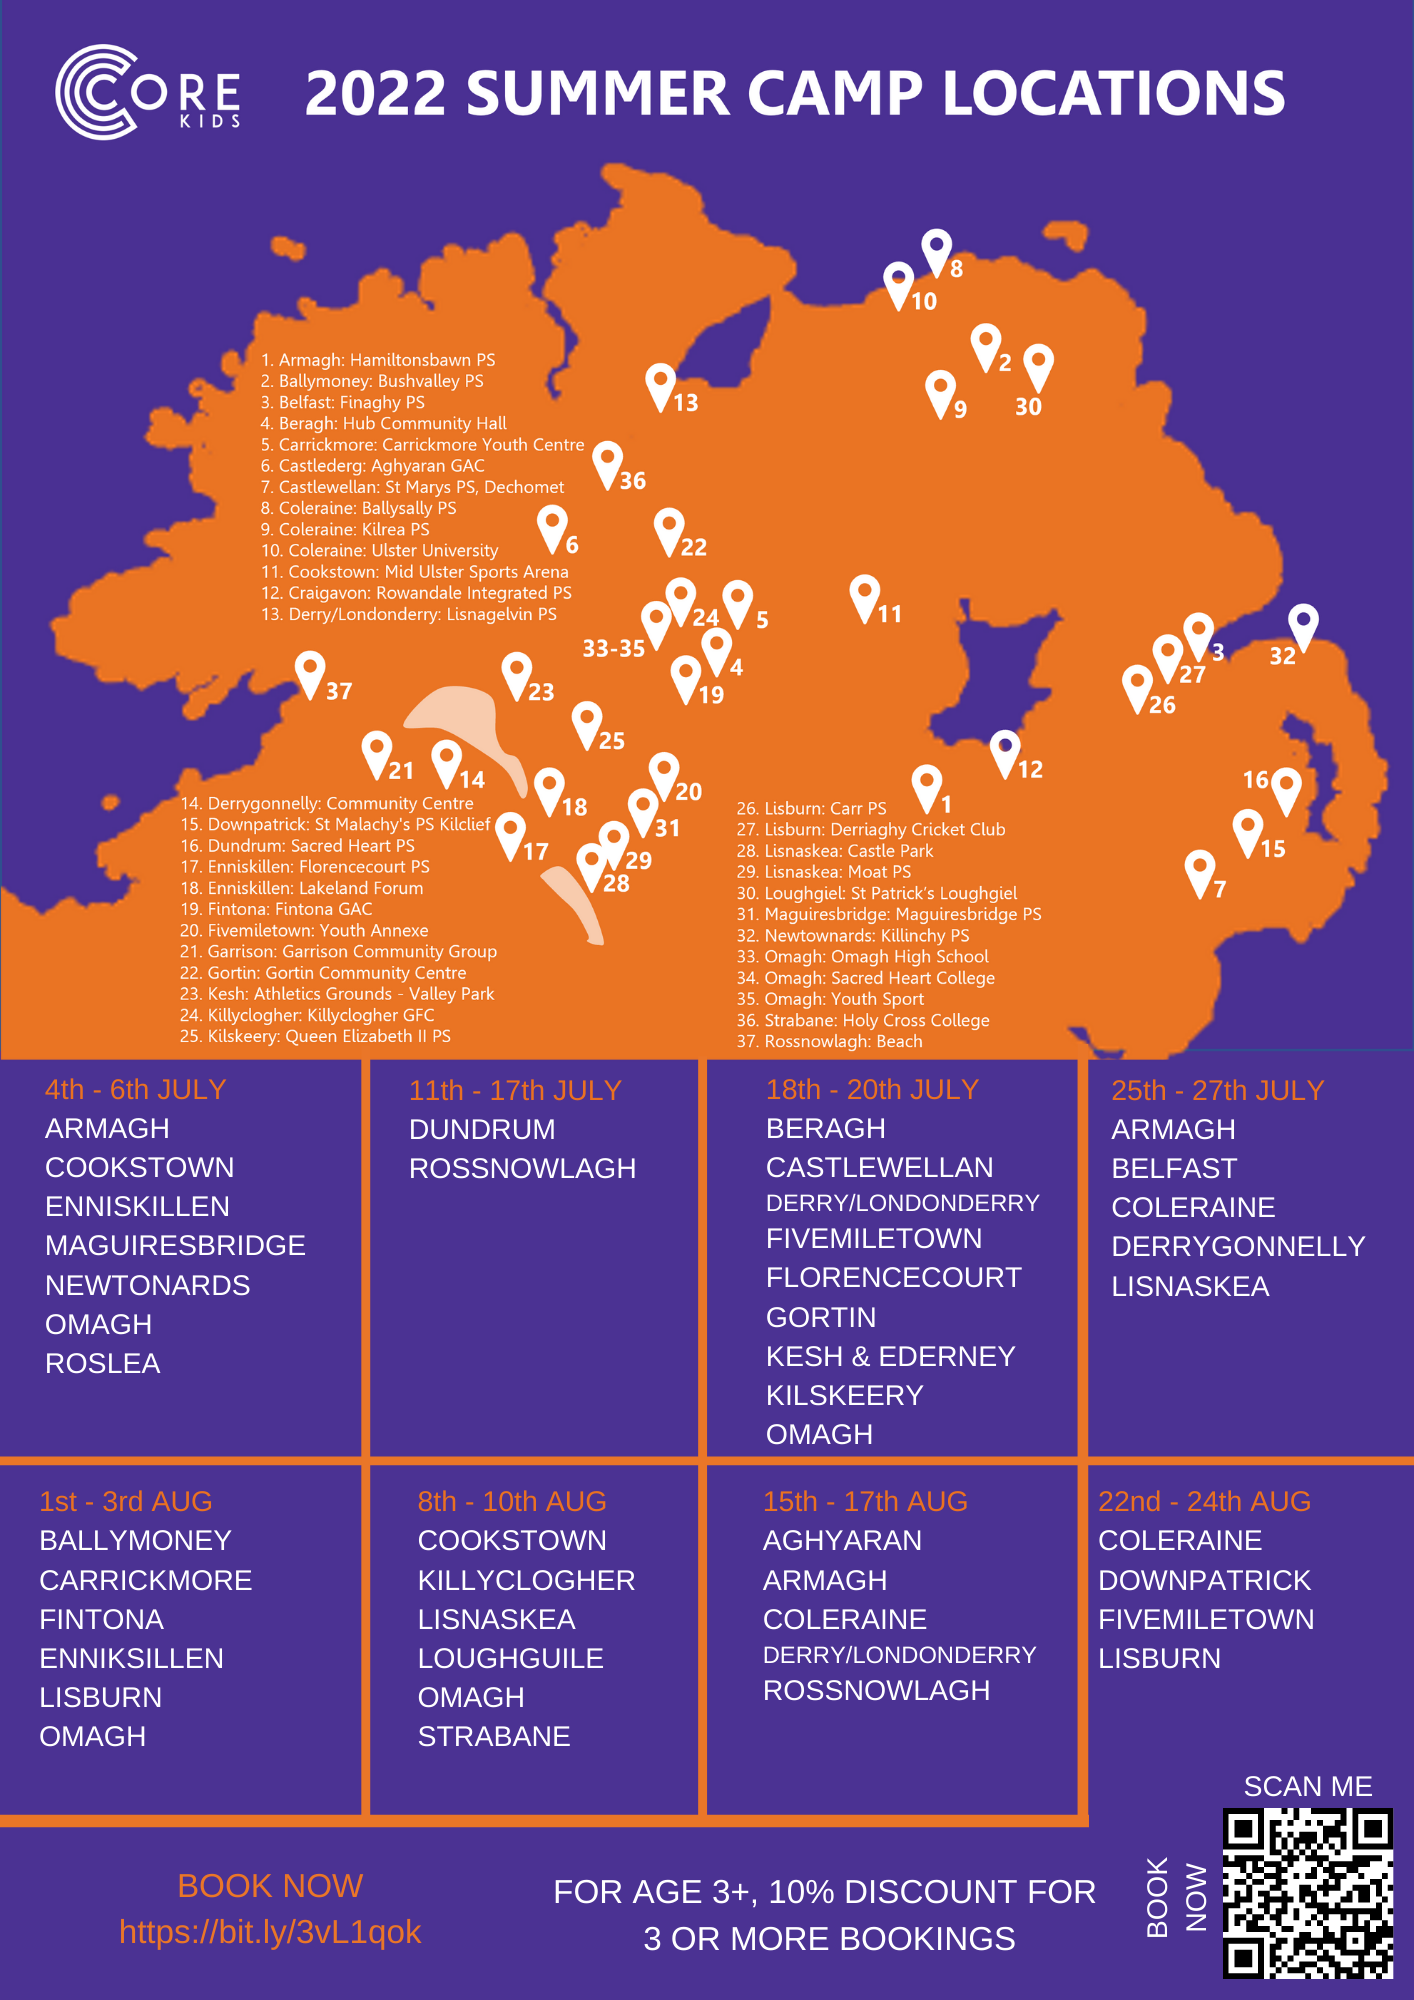 CORE
KIDS
2022 SUMMER CAMP LOCATIONS
8
10
2
30
9
13
36
6
22
24
5
11
33-35
4
19
3
32
27
26
37
23
25
21
14
18
20
12
1
16
31
17
29
28
15
7
1. Armagh: Hamiltonsbawn PS
2. Ballymoney: Bushvalley PS
3. Belfast: Finaghy PS
4. Beragh: Hub Community Hall
5. Carrickmore: Carrickmore Youth Centre
6. Castlederg: Aghyaran GAC
7. Castlewellan: St Marys PS, Dechomet
8. Coleraine: Ballysally PS
9. Coleraine: Kilrea PS
10. Coleraine: Ulster University
11. Cookstown: Mid Ulster Sports Arena
12. Craigavon: Rowandale Integrated PS
13. Derry/Londonderry: Lisnagelvin PS
14. Derrygonnelly: Community Centre
15. Downpatrick: St Malachy's PS Kilclief
16. Dundrum: Sacred Heart PS
17. Enniskillen: Florencecourt PS
18. Enniskillen: Lakeland Forum
19. Fintona: Fintona GAC
20. Fivemiletown: Youth Annexe
21. Garrison: Garrison Community Group
22. Gortin: Gortin Community Centre
23. Kesh: Athletics Grounds - Valley Park
24. Killyclogher: Killyclogher GFC
25. Kilskeery: Queen Elizabeth II PS
26. Lisburn: Carr PS
27. Lisburn: Derriaghy Cricket Club
28. Lisnaskea: Castle Park
29. Lisnaskea: Moat PS
30. Loughgiel: St Patrick’s Loughgiel
31. Maguiresbridge: Maguiresbridge PS
32. Newtownards: Killinchy PS
33. Omagh: Omagh High School
34. Omagh: Sacred Heart College
35. Omagh: Youth Sport
36. Strabane: Holy Cross College
37. Rossnowlagh: Beach
4th - 6th JULY
ARMAGH
COOKSTOWN
ENNISKILLEN
MAGUIRESBRIDGE
NEWTONARDS
OMAGH
ROSLEA
11th - 17th JULY
DUNDRUM
ROSSNOWLAGH
18th - 20th JULY
BERAGH
CASTLEWELLAN
DERRY/LONDONDERRY
FIVEMILETOWN
FLORENCECOURT
GORTIN
KESH & EDERNEY
KILSKEERY
OMAGH
25th - 27th JULY
ARMAGH
BELFAST
COLERAINE
DERRYGONNELLY
LISNASKEA
1st - 3rd AUG
BALLYMONEY
CARRICKMORE
FINTONA
ENNIKSILLEN
LISBURN
OMAGH
8th - 10th AUG
COOKSTOWN
KILLYCLOGHER
LISNASKEA
LOUGHGUILE
OMAGH
STRABANE
15th - 17th AUG
AGHYARAN
ARMAGH
COLERAINE
DERRY/LONDONDERRY
ROSSNOWLAGH
22nd - 24th AUG
COLERAINE
DOWNPATRICK
FIVEMILETOWN
LISBURN
SCAN ME
BOOK
NOW
BOOK NOW
https://bit.ly/3vL1qok
FOR AGE 3+, 10% DISCOUNT FOR
3 OR MORE BOOKINGS